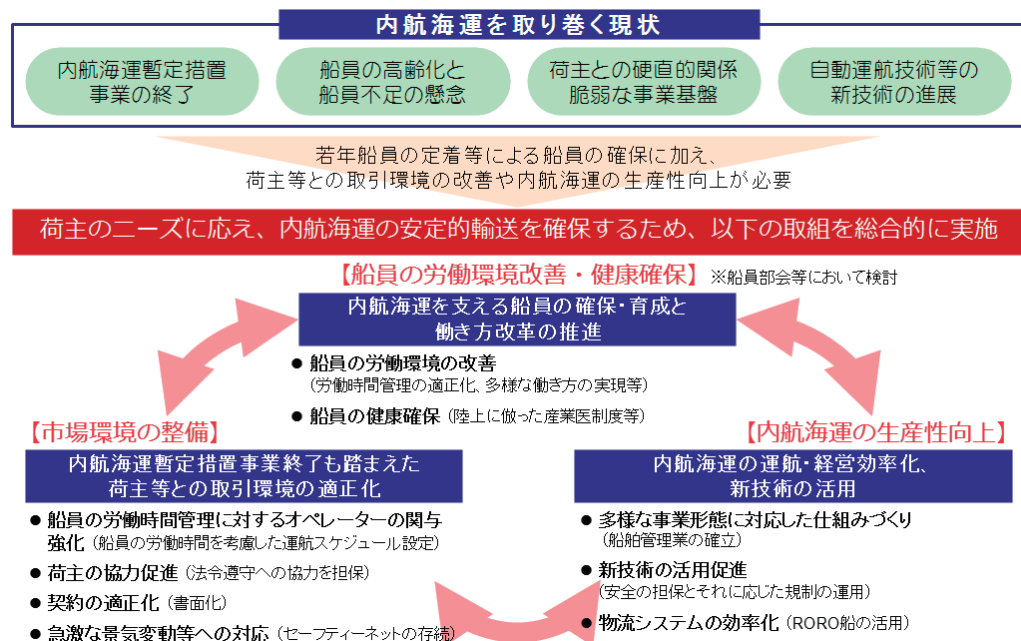 内航海運を取り巻く現状
内航海運暫定措置
事業の終了
船員の高齢化と
船員不足の懸念
荷主との硬直的関係
脆弱な事業基盤
自動運航技術等の
新技術の進展
若年船員の定着等による船員の確保に加え、
荷主等との取引環境の改善や内航海運の生産性向上が必要
荷主のニーズに応え、内航海運の安定的輸送を確保するため、以下の取組を総合的に実施
【船員の労働環境改善・健康確保】 ※船員部会等において検討
内航海運を支える船員の確保・育成と
働き方改革の推進
● 船員の労働環境の改善
(労働時間管理の適正化、多様な働き方の実現等)
● 船員の健康確保 (陸上に倣った産業医制度等)
【市場環境の整備】
内航海運暫定措置事業終了も踏まえた
荷主等との取引環境の適正化
● 船員の労働時間管理に対するオペレーターの関与
強化 (船員の労働時間を考慮した運航スケジュール設定)
● 荷主の協力促進 (法令遵守への協力を担保)
● 契約の適正化 (書面化)
● 急激な景気変動等への対応 (セーフティーネットの存続)
【内航海運の生産性向上】
内航海運の運航・経営効率化、
新技術の活用
● 多様な事業形態に対応した仕組みづくり
(船舶管理業の確立)
● 新技術の活用促進
(安全の担保とそれに応じた規制の運用)
● 物流システムの効率化 (RORO船の活用)